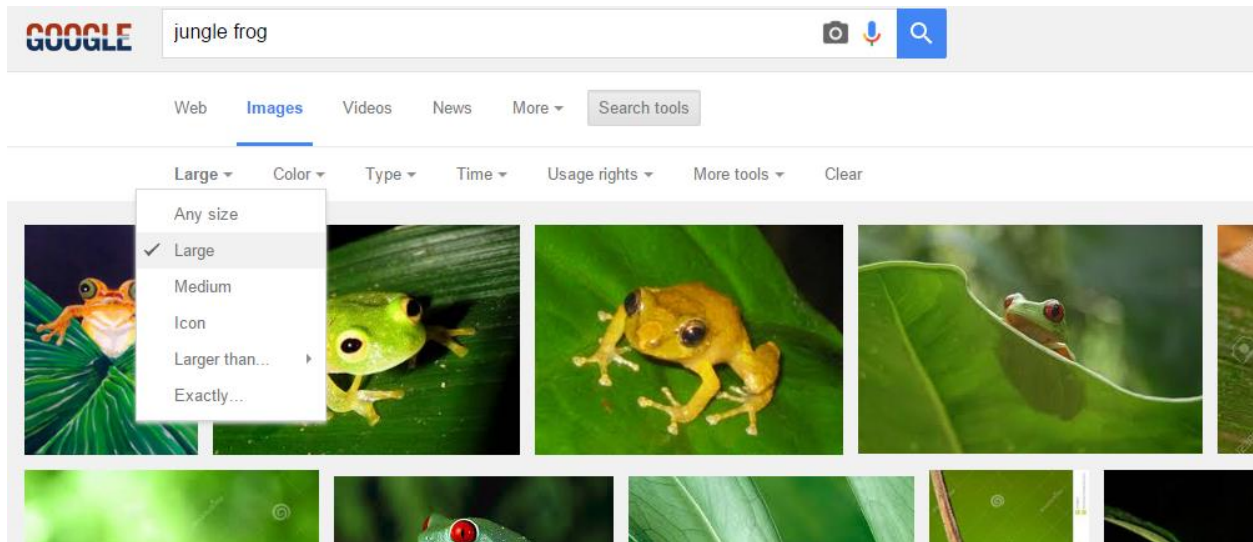 GOOGLE jungle frog
Web Images Videos News More Search tools
Large Color Type Time Usage rights More tools Clear
Any size
Large
Medium
Icon
Larger than...
Exactly...